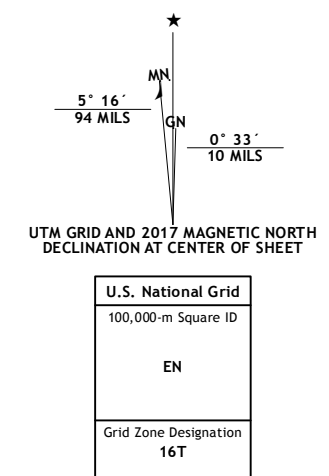 MN
GN
5° 16´
94 MILS
0° 33´
10 MILS
UTM GRID AND 2017 MAGNETIC NORTH
DECLINATION AT CENTER OF SHEET
U.S. National Grid
100,000-m Square ID
EN
Grid Zone Designation
16T